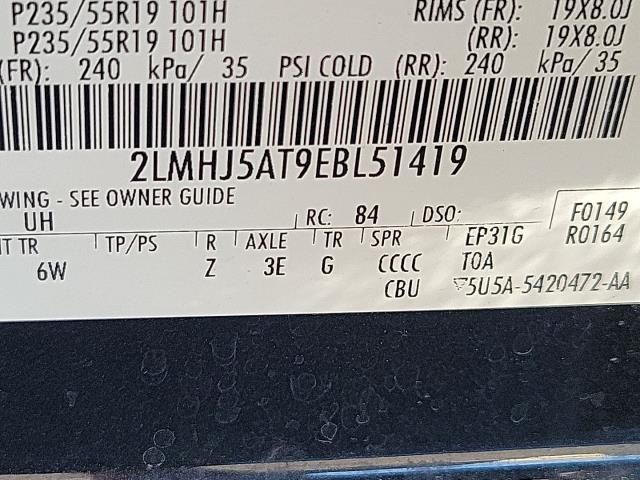 P235/55R19 101H RIMS (FR): 19X8.0J
P235/55R19 101H (RR): 19X8.0J
(FR): 240 kPa/ 35 PSI COLD (RR): 240 kPa/ 35
2LMHJ5AT9EBL51419
WING - SEE OWNER GUIDE
UH RC: 84 DSO: F0149
T TR TP/PS R AXLE TR SPR EP31G R0164
6W Z 3E G CCCC T0A
CBU 5U5A-5420472-AA